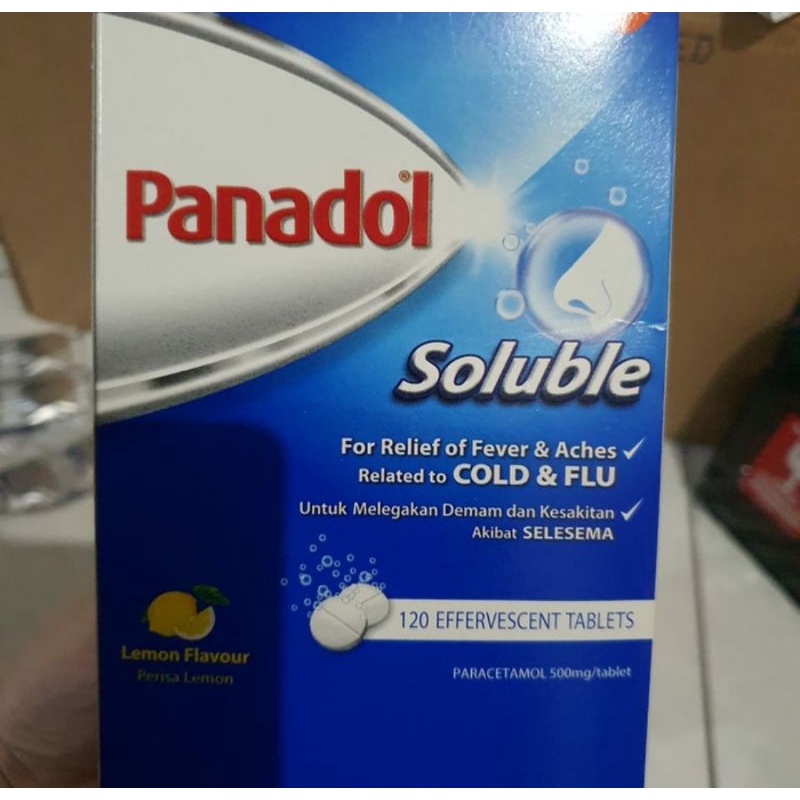 Panadol®
Soluble
For Relief of Fever & Aches
Related to COLD & FLU
Untuk Melegakan Demam dan Kesakitan
Akibat SELESEMA
120 EFFERVESCENT TABLETS
Lemon Flavour
Perisa Lemon
PARACETAMOL 500mg/tablet